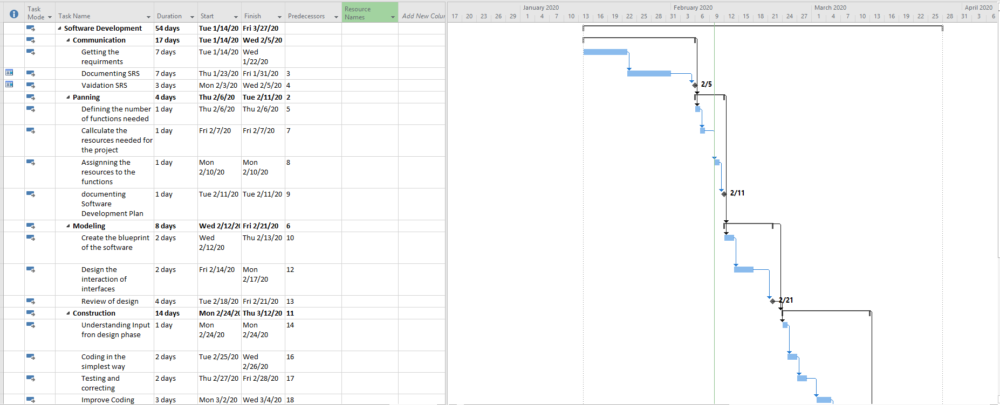 January 2020 February 2020 March 2020 April 2020
Task Mode Task Name Duration Start Finish Predecessors Resource Names Add New Colur
17 20 23 26 29 1 4 7 10 13 16 19 22 25 28 31 3 6 9 12 15 18 21 24 27 1 4 7 10 13 16 19 22 25 28 31 3 6
Software Development 54 days Tue 1/14/20 Fri 3/27/20
Communication 17 days Tue 1/14/20 Wed 2/5/20
Getting the requirments 7 days Tue 1/14/20 Wed 1/22/20
Documenting SRS 7 days Thu 1/23/20 Fri 1/31/20 3
Vaidation SRS 3 days Mon 2/3/20 Wed 2/5/20 4 2/5
Panning 4 days Thu 2/6/20 Tue 2/11/20 2
Defining the number of functions needed 1 day Thu 2/6/20 Thu 2/6/20 5
Callculate the resources needed for the project 1 day Fri 2/7/20 Fri 2/7/20 7
Assignning the resources to the functions 1 day Mon 2/10/20 Mon 2/10/20 8
documenting Software Development Plan 1 day Tue 2/11/20 Tue 2/11/20 9 2/11
Modeling 8 days Wed 2/12/20 Fri 2/21/20 6
Create the blueprint of the software 2 days Wed 2/12/20 Thu 2/13/20 10
Design the interaction of interfaces 2 days Fri 2/14/20 Mon 2/17/20 12
Review of design 4 days Tue 2/18/20 Fri 2/21/20 13 2/21
Construction 14 days Mon 2/24/20 Thu 3/12/20 11
Understanding Input fron design phase 1 day Mon 2/24/20 Mon 2/24/20 14
Coding in the simplest way 2 days Tue 2/25/20 Wed 2/26/20 16
Testing and correcting 2 days Thu 2/27/20 Fri 2/28/20 17
Improve Coding 3 days Mon 3/2/20 Wed 3/4/20 18